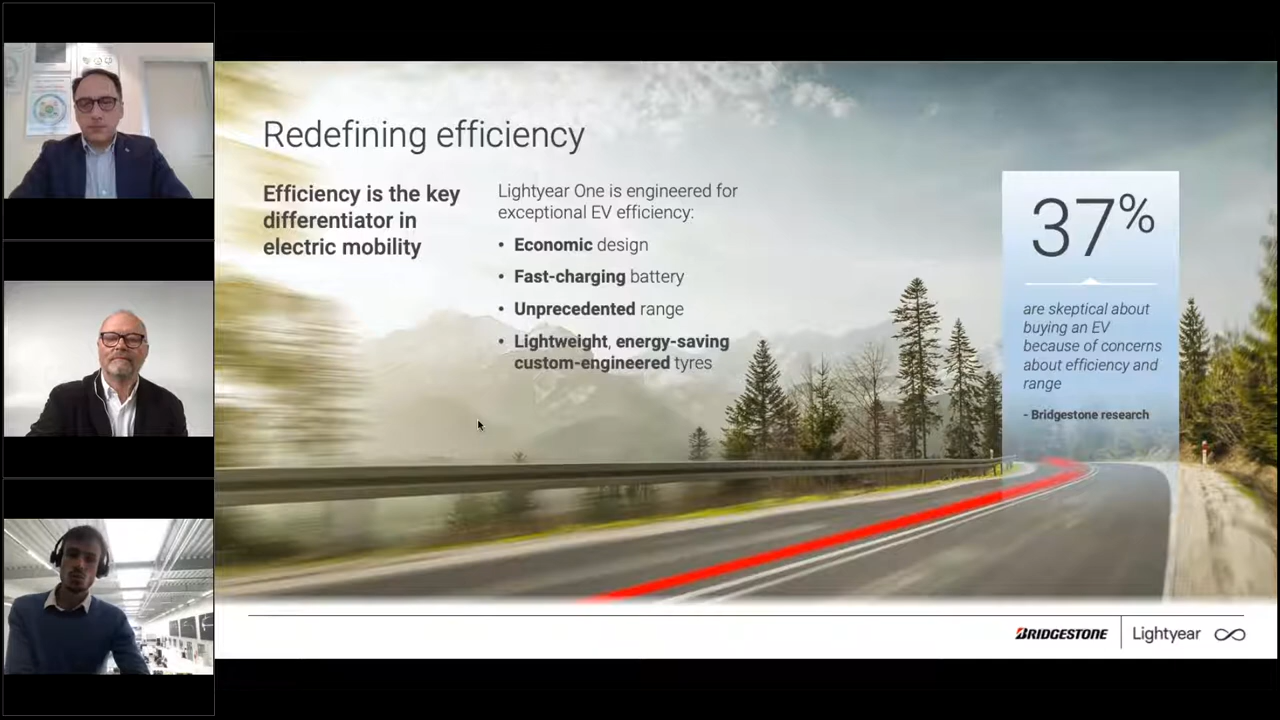 Redefining efficiency
Efficiency is the key
differentiator in
electric mobility
Lightyear One is engineered for
exceptional EV efficiency:
• Economic design
• Fast-charging battery
• Unprecedented range
• Lightweight, energy-saving
custom-engineered tyres
37%
are skeptical about
buying an EV
because of concerns
about efficiency and
range
- Bridgestone research
BRIDGESTONE
Lightyear